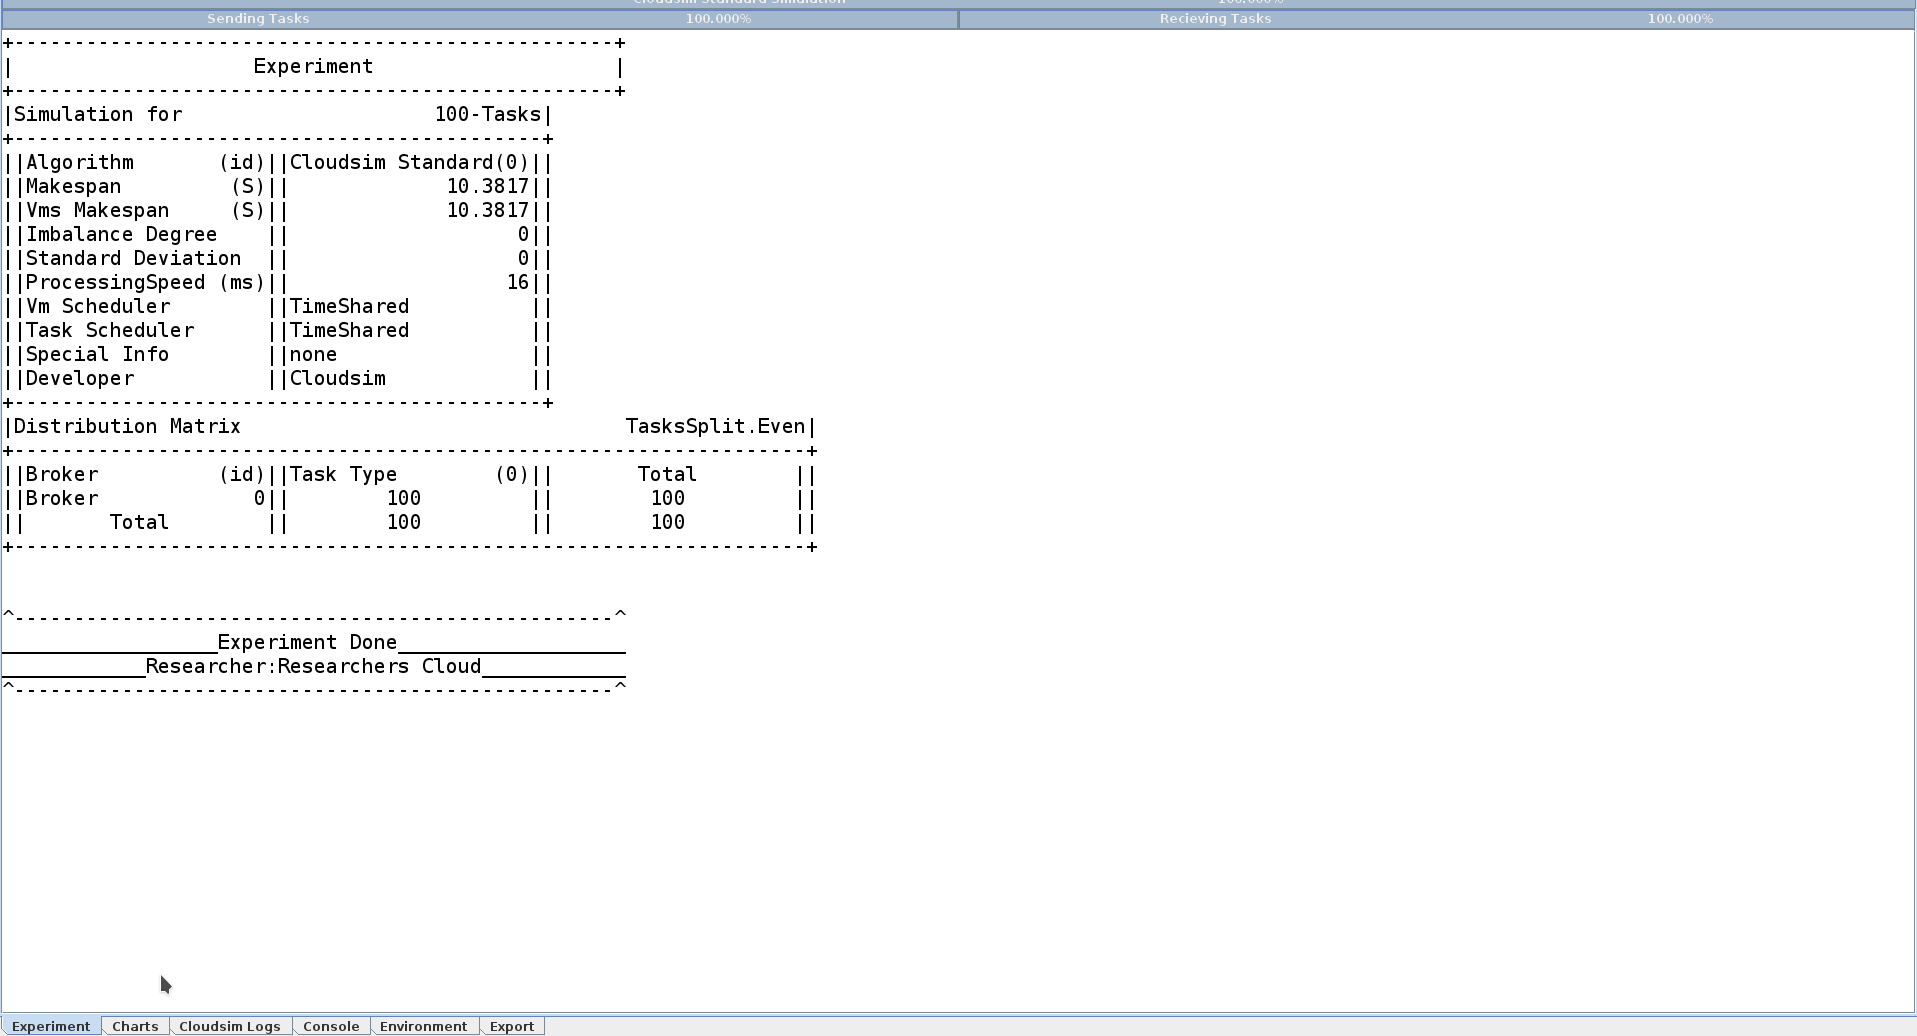 Cloudsim Standard Simulation 100.000%
Sending Tasks 100.000% Recieving Tasks 100.000%
+--------------------------------------------------+
|                    Experiment                    |
+--------------------------------------------------+
|Simulation for                     100-Tasks|
+--------------------------------------------+
||Algorithm       (id)||Cloudsim Standard(0)||
||Makespan         (S)||             10.3817||
||Vms Makespan     (S)||             10.3817||
||Imbalance Degree    ||                   0||
||Standard Deviation  ||                   0||
||ProcessingSpeed (ms)||                  16||
||Vm Scheduler        ||TimeShared          ||
||Task Scheduler      ||TimeShared          ||
||Special Info        ||none                ||
||Developer           ||Cloudsim            ||
+--------------------------------------------+
|Distribution Matrix                                TasksSplit.Even|
+------------------------------------------------------------------+
||Broker          (id)||Task Type        (0)||       Total        ||
||Broker             0||        100         ||        100         ||
||       Total        ||        100         ||        100         ||
+------------------------------------------------------------------+
^--------------------------------------------------^
__________________Experiment Done___________________
____________Researcher:Researchers Cloud____________
^--------------------------------------------------^
Experiment Charts Cloudsim Logs Console Environment Export